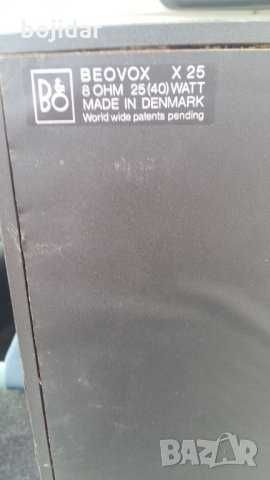 bojidar
B&O
BEOVOX X 25
8 OHM 25(40)WATT
MADE IN DENMARK
World wide patents pending
BAZAR